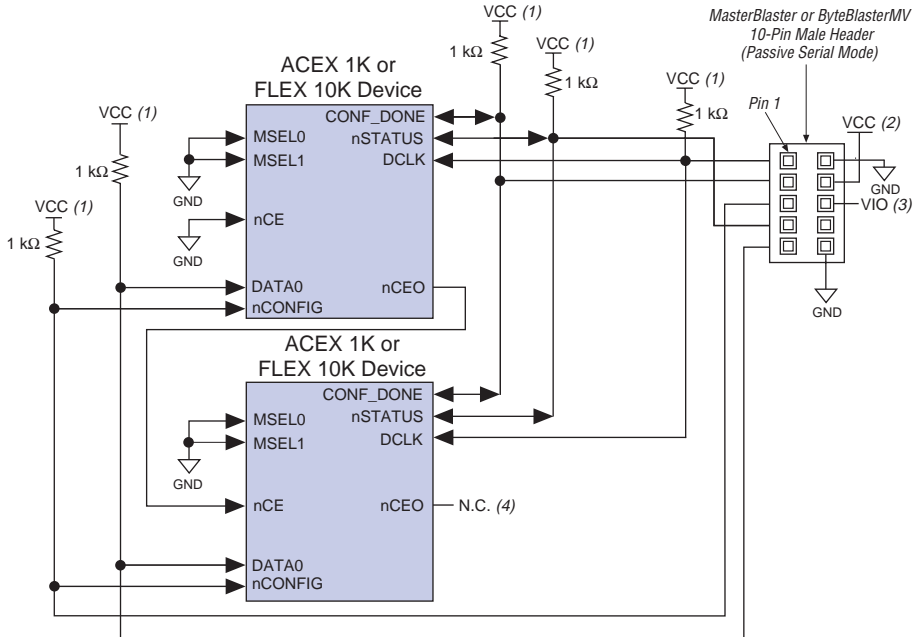 VCC (1)
1 kΩ
VCC (1)
1 kΩ
MasterBlaster or ByteBlasterMV
10-Pin Male Header
(Passive Serial Mode)
VCC (1)
1 kΩ
Pin 1
VCC (2)
GND
VIO (3)
GND
ACEX 1K or
FLEX 10K Device
VCC (1)
1 kΩ
VCC (1)
1 kΩ
MSEL0
MSEL1
GND
nCE
GND
DATA0
nCONFIG
CONF_DONE
nSTATUS
DCLK
nCEO
ACEX 1K or
FLEX 10K Device
MSEL0
MSEL1
GND
nCE
DATA0
nCONFIG
CONF_DONE
nSTATUS
DCLK
nCEO
N.C. (4)